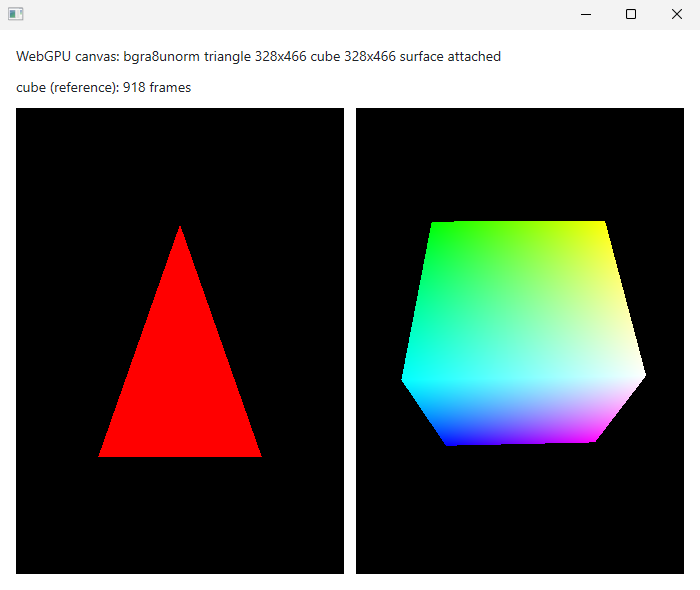 WebGPU canvas: bgra8unorm triangle 328x466 cube 328x466 surface attached
cube (reference): 918 frames